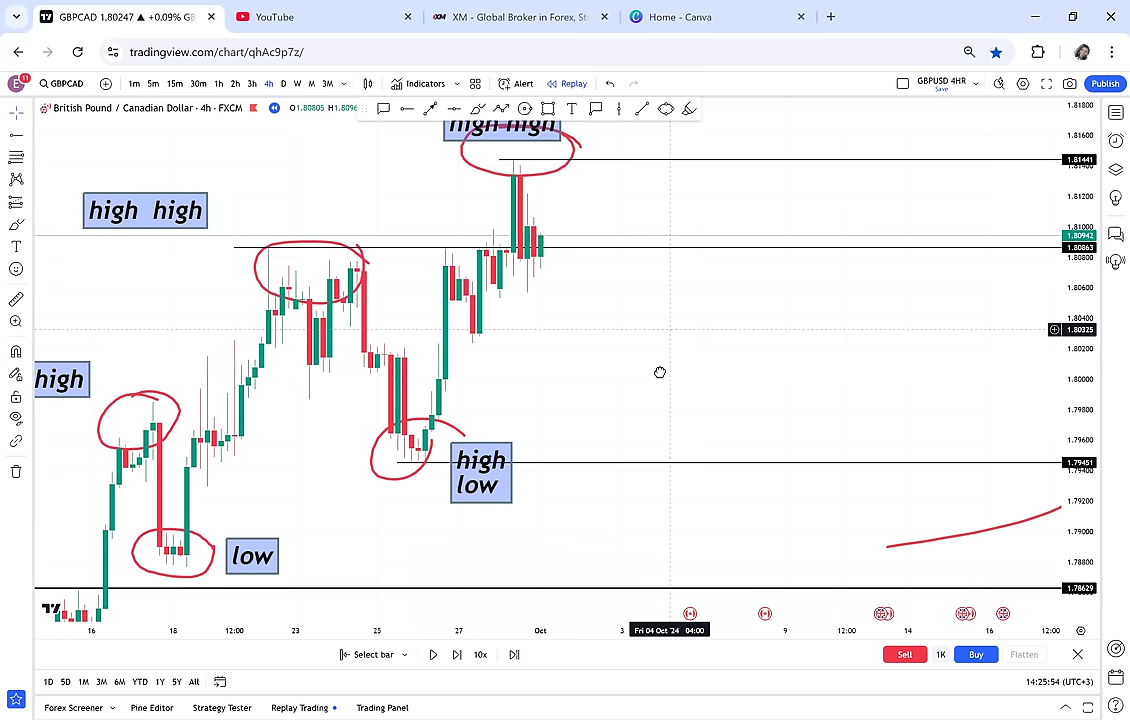 GBPCAD 1.80247 ▲ +0.09% GB
YouTube
XM - Global Broker in Forex, St
Home - Canva
tradingview.com/chart/qhAc9p7z/
E 11
GBPCAD
1m 5m 15m 30m 1h 2h 3h 4h D W M 3M
Indicators
Alert
Replay
GBPUSD 4HR
Save
Publish
British Pound / Canadian Dollar · 4h · FXCM
O1.80805 H1.8096
1.81800
1.81600
1.81441
1.81400
1.81200
1.81000
1.80942
1.80863
1.80800
1.80600
1.80400
1.80325
1.80200
1.80000
1.79800
1.79600
1.79451
1.79400
1.79200
1.79000
1.78800
1.78629
high high
high high
high
high
low
low
16 18 12:00 23 25 27 Oct 3 Fri 04 Oct '24 04:00 9 12:00 14 16 12:00
Select bar
10x
Sell
1K
Buy
Flatten
1D 5D 1M 3M 6M YTD 1Y 5Y All
14:25:54 (UTC+3)
Forex Screener
Pine Editor
Strategy Tester
Replay Trading
Trading Panel